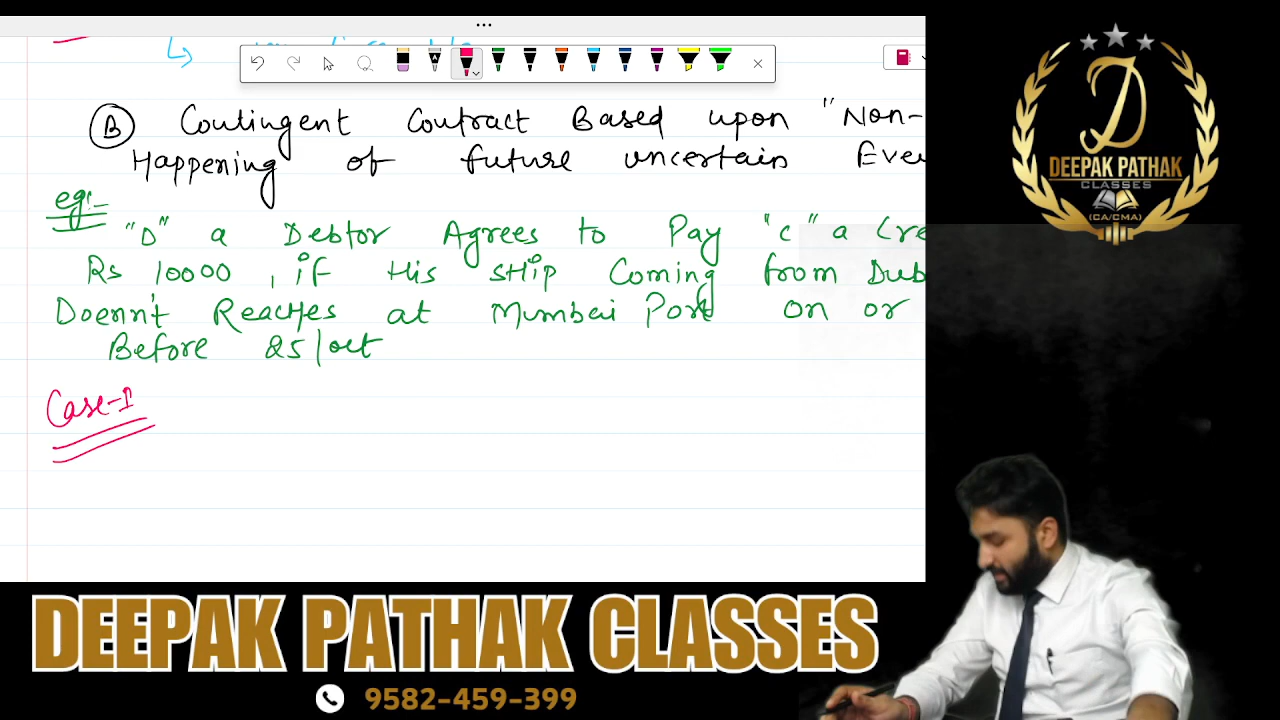 B Contingent Contract Based upon "Non-
Happening of future uncertain Eve
eg:-
"D" a Debtor Agrees to Pay "C" a Cre
Rs 10000, if His SHip Coming from Dub
Doesn't Reaches at Mumbai Port on or
Before 25/oct
Case-I
D
DEEPAK PATHAK
CLASSES
(CA/CMA)
DEEPAK PATHAK CLASSES
9582-459-399